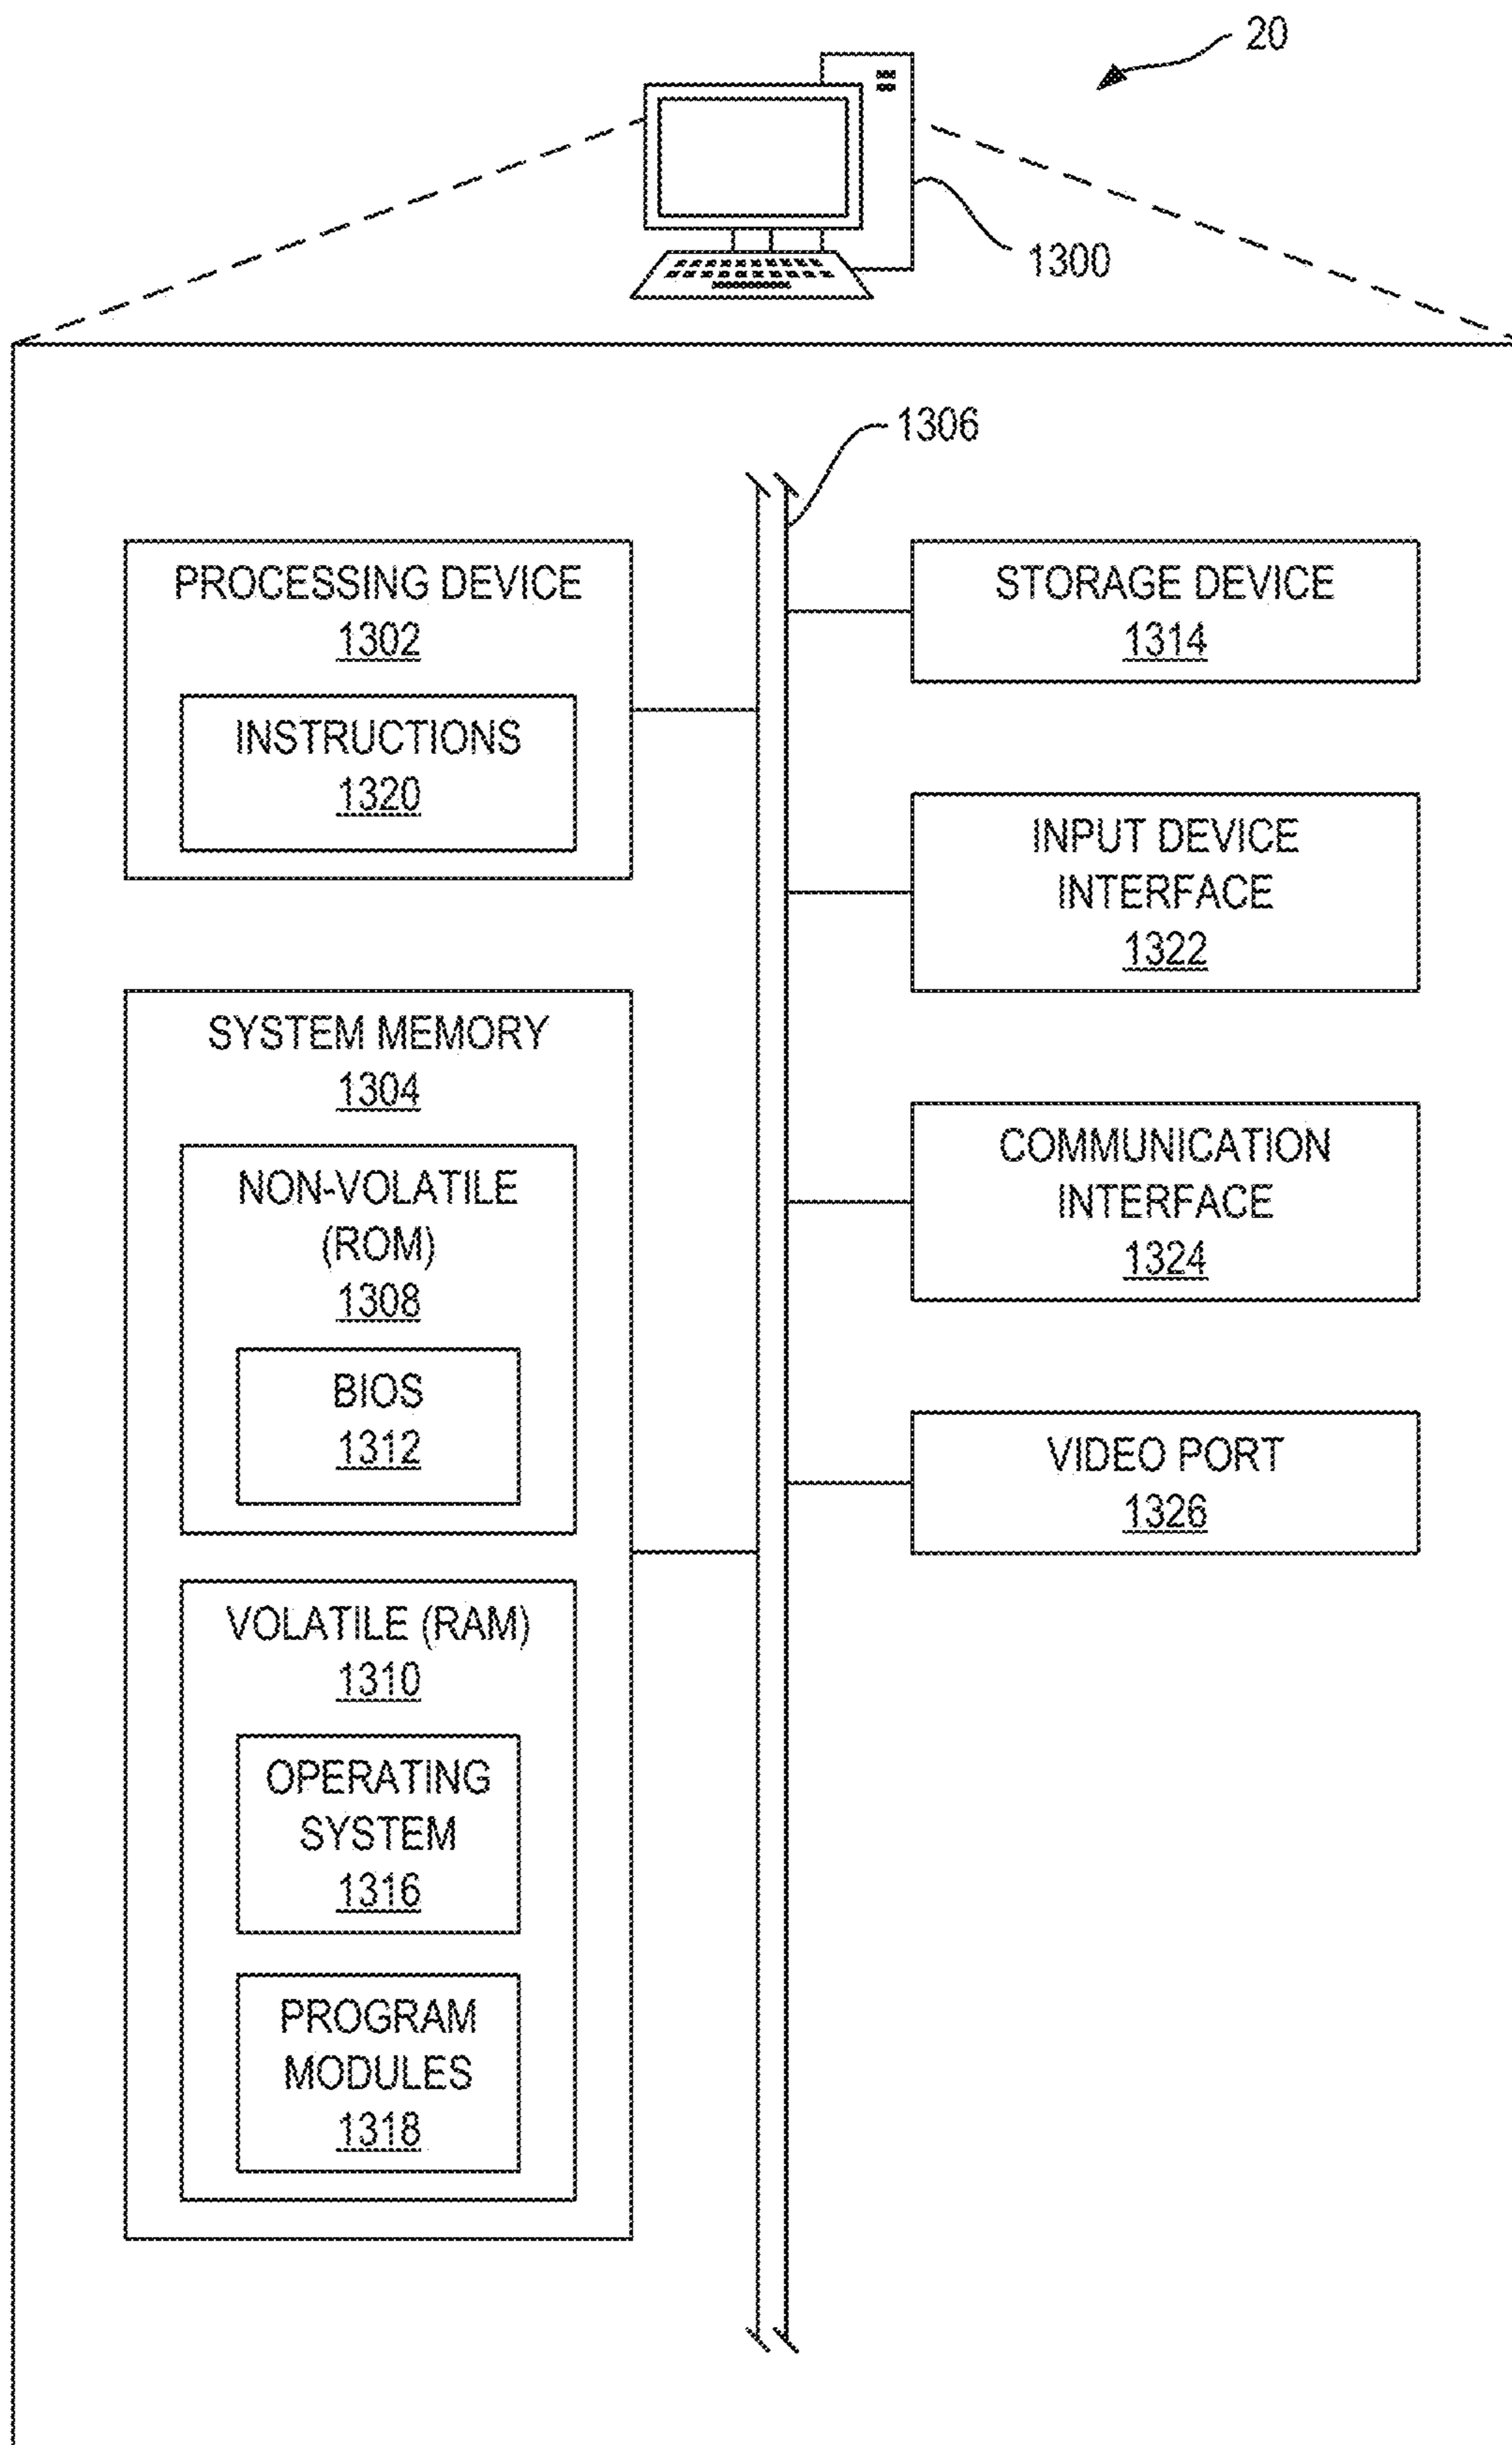 20
1300
1306
PROCESSING DEVICE
1302
INSTRUCTIONS
1320
SYSTEM MEMORY
1304
NON-VOLATILE
(ROM)
1308
BIOS
1312
VOLATILE (RAM)
1310
OPERATING
SYSTEM
1316
PROGRAM
MODULES
1318
STORAGE DEVICE
1314
INPUT DEVICE
INTERFACE
1322
COMMUNICATION
INTERFACE
1324
VIDEO PORT
1326